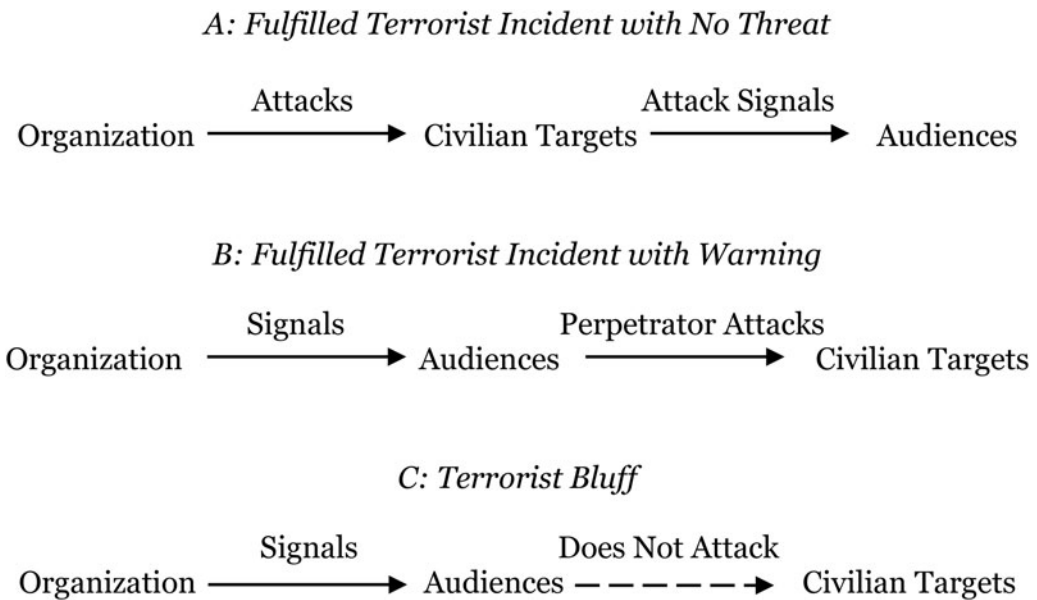 A: Fulfilled Terrorist Incident with No Threat
Attacks Attack Signals
Organization Civilian Targets Audiences
B: Fulfilled Terrorist Incident with Warning
Signals Perpetrator Attacks
Organization Audiences Civilian Targets
C: Terrorist Bluff
Signals Does Not Attack
Organization Audiences Civilian Targets